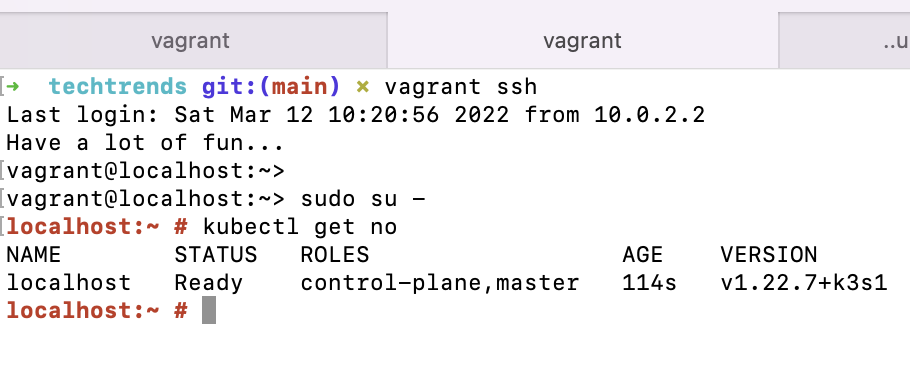 vagrant vagrant ..u
➜ techtrends git:(main) ✗ vagrant ssh
Last login: Sat Mar 12 10:20:56 2022 from 10.0.2.2
Have a lot of fun...
[vagrant@localhost:~>
[vagrant@localhost:~> sudo su -
[localhost:~ # kubectl get no
NAME STATUS ROLES AGE VERSION
localhost Ready control-plane,master 114s v1.22.7+k3s1
localhost:~ #